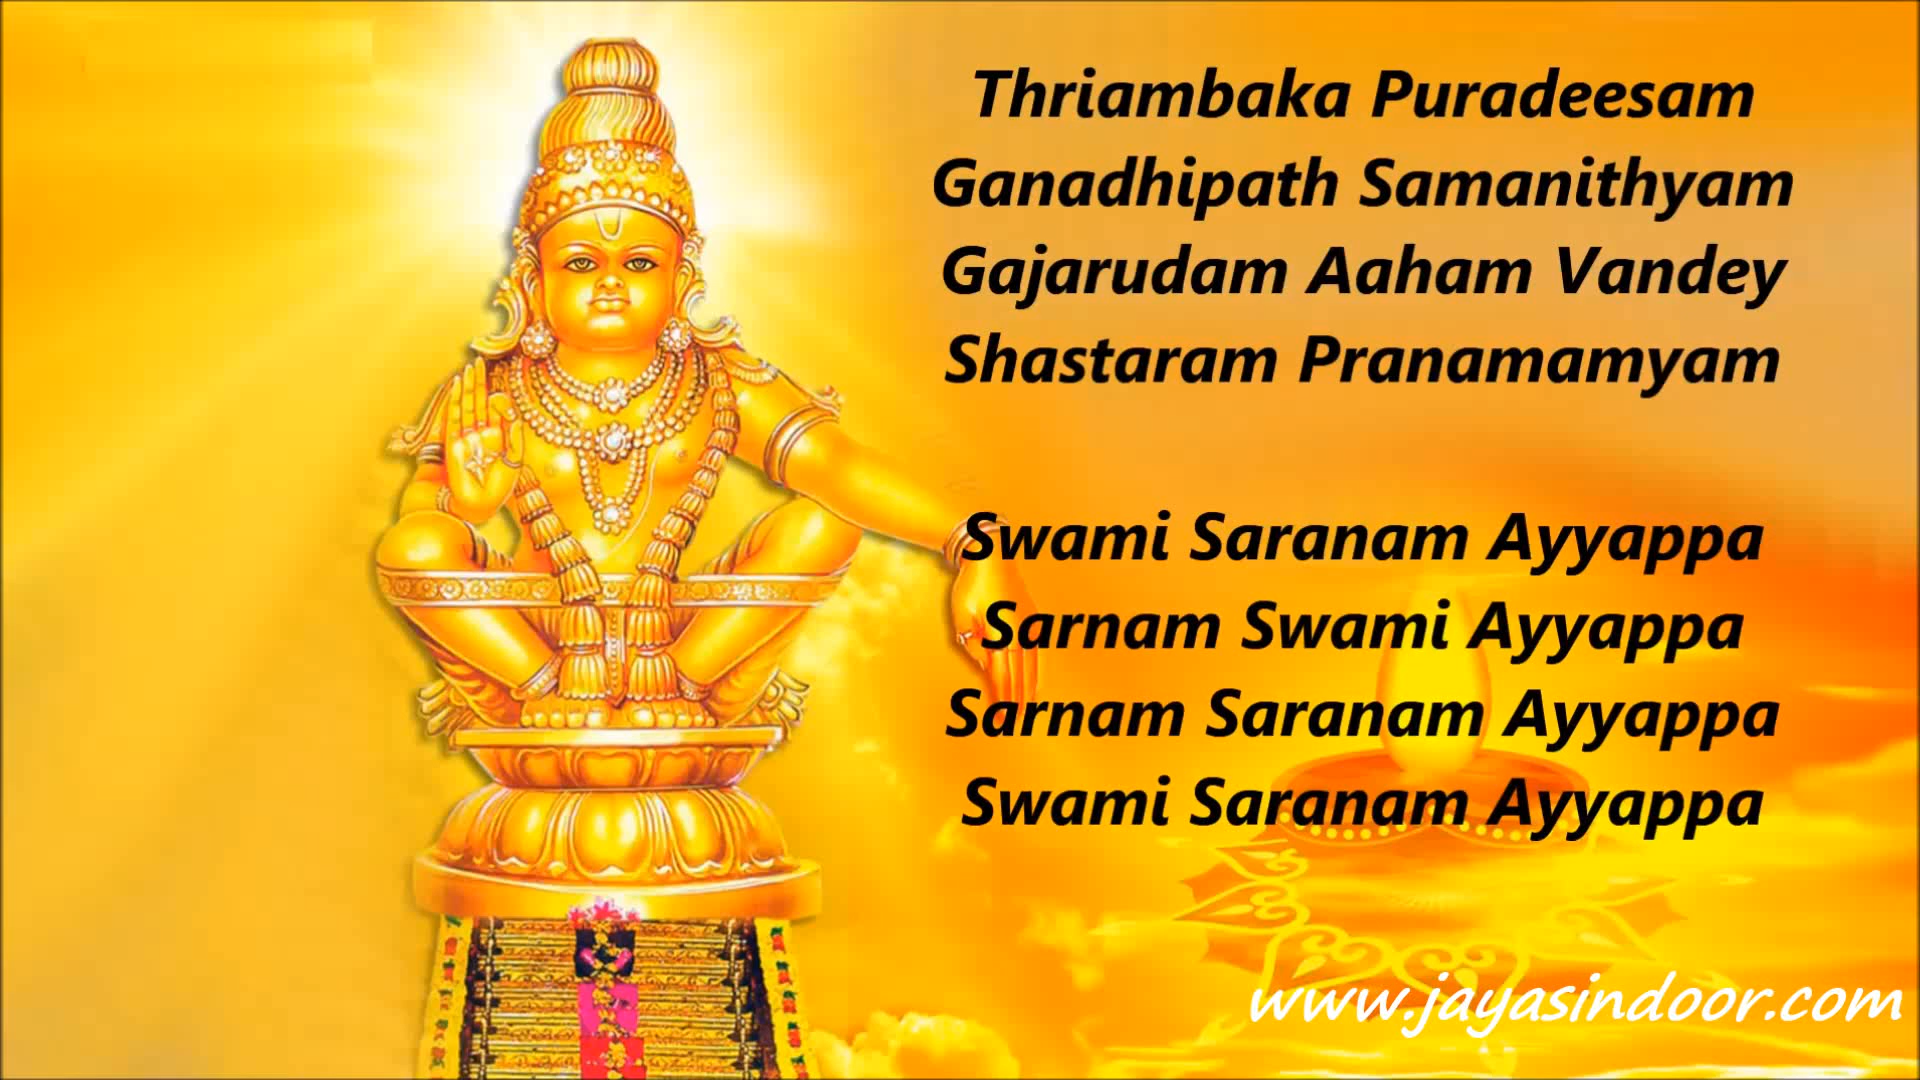 Thriambaka Puradeesam
Ganadhipath Samanithyam
Gajarudam Aaham Vandey
Shastaram Pranamamyam
Swami Saranam Ayyappa
Sarnam Swami Ayyappa
Sarnam Saranam Ayyappa
Swami Saranam Ayyappa
www.jayasindoor.com